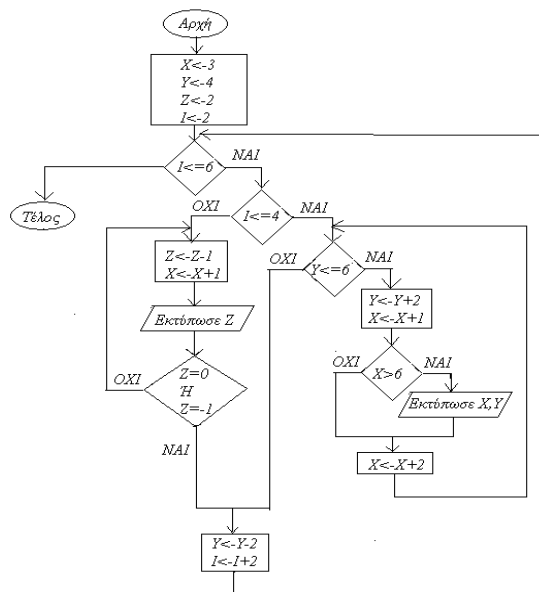 Αρχή
X<-3
Y<-4
Z<-2
I<-2
I<=6
ΝΑΙ
Τέλος
ΟΧΙ
I<=4
ΝΑΙ
Z<-Z-1
X<-X+1
ΟΧΙ
Y<=6
ΝΑΙ
Εκτύπωσε Z
Y<-Y+2
X<-X+1
ΟΧΙ
Z=0
Ή
Z=-1
ΟΧΙ
X>6
ΝΑΙ
Εκτύπωσε X,Y
ΝΑΙ
X<-X+2
Y<-Y-2
I<-I+2